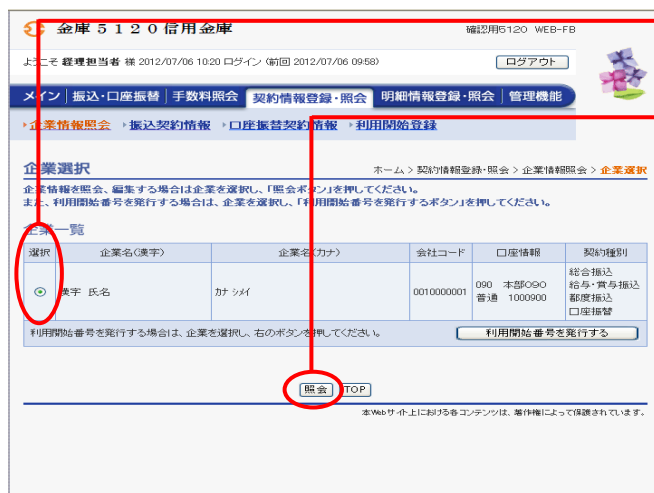 金庫５１２０信用金庫
確認用5120 WEB-FB
ようこそ 経理担当者 様 2012/07/06 10:20 ログイン (前回 2012/07/06 09:58)
ログアウト
メイン 振込・口座振替 手数料照会 契約情報登録・照会 明細情報登録・照会 管理機能
企業情報照会 振込契約情報 口座振替契約情報 利用開始登録
企業選択
ホーム > 契約情報登録・照会 > 企業情報照会 > 企業選択
企業情報を照会、編集する場合は企業を選択し、「照会ボタン」を押してください。
また、利用開始番号を発行する場合は、企業を選択し、「利用開始番号を発行するボタン」を押してください。
企業一覧
選択 企業名(漢字) 企業名(カナ) 会社コード 口座情報 契約種別
漢字 氏名 カナ シメイ 0010000001 090 本部090 普通 1000900 総合振込 給与・賞与振込 都度振込 口座振替
利用開始番号を発行する場合は、企業を選択し、右のボタンを押してください。
利用開始番号を発行する
照会 TOP
本Webサイト上における各コンテンツは、著作権によって保護されています。